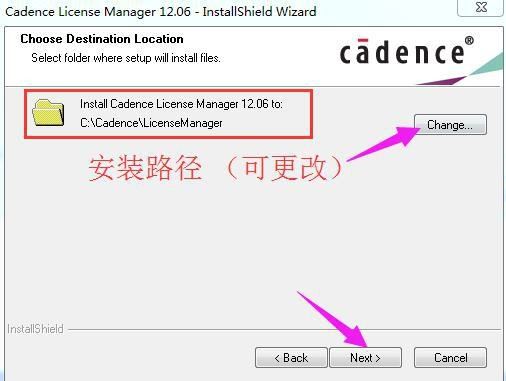 Cadence License Manager 12.06 - InstallShield Wizard
Choose Destination Location
Select folder where setup will install files.
cādence®
Install Cadence License Manager 12.06 to:
C:\Cadence\LicenseManager
Change...
安装路径 （可更改）
InstallShield
< Back
Next >
Cancel